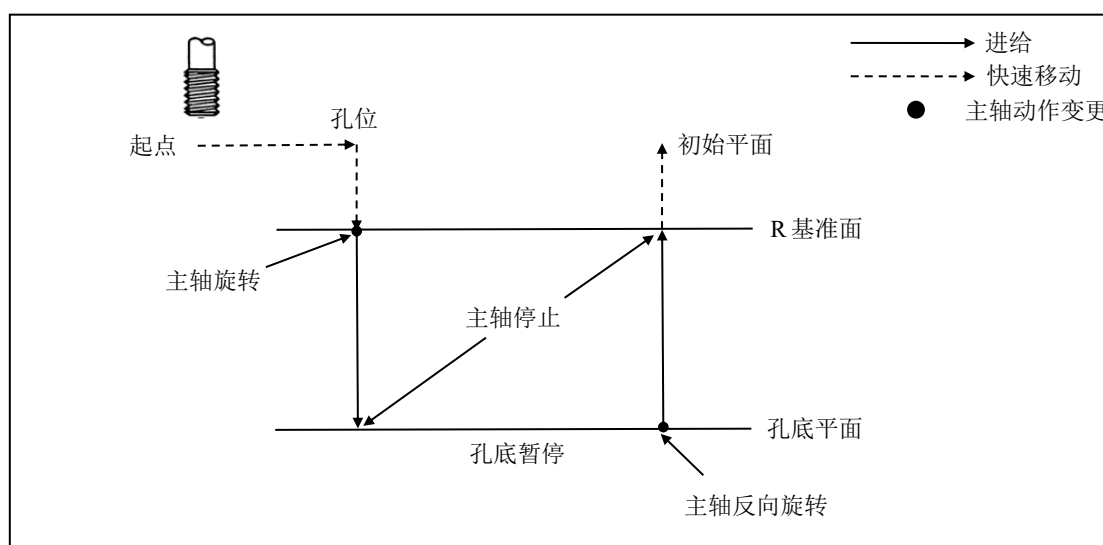 进给
快速移动
主轴动作变更
孔位
起点
初始平面
R 基准面
主轴旋转
主轴停止
孔底平面
孔底暂停
主轴反向旋转